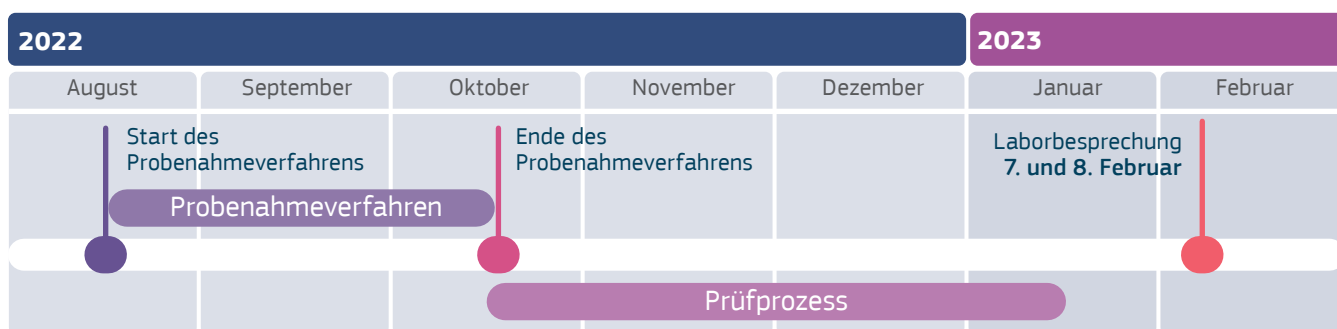 2022
2023
August
September
Oktober
November
Dezember
Januar
Februar
Start des
Probenahmeverfahrens
Ende des
Probenahmeverfahrens
Laborbesprechung
7. und 8. Februar
Probenahmeverfahren
Prüfprozess